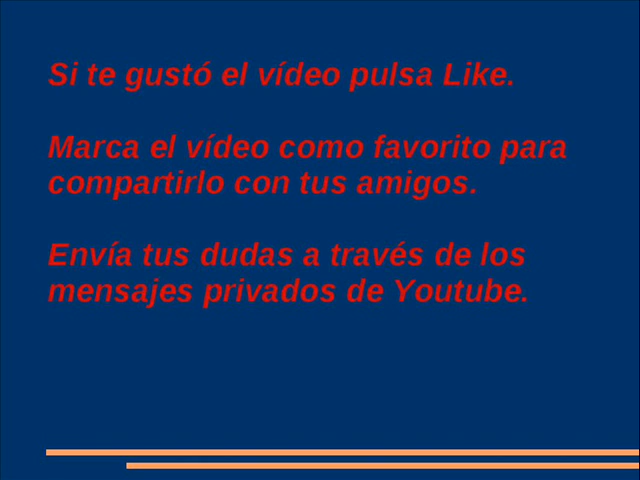 Si te gustó el vídeo pulsa Like.
Marca el vídeo como favorito para
compartirlo con tus amigos.
Envía tus dudas a través de los
mensajes privados de Youtube.